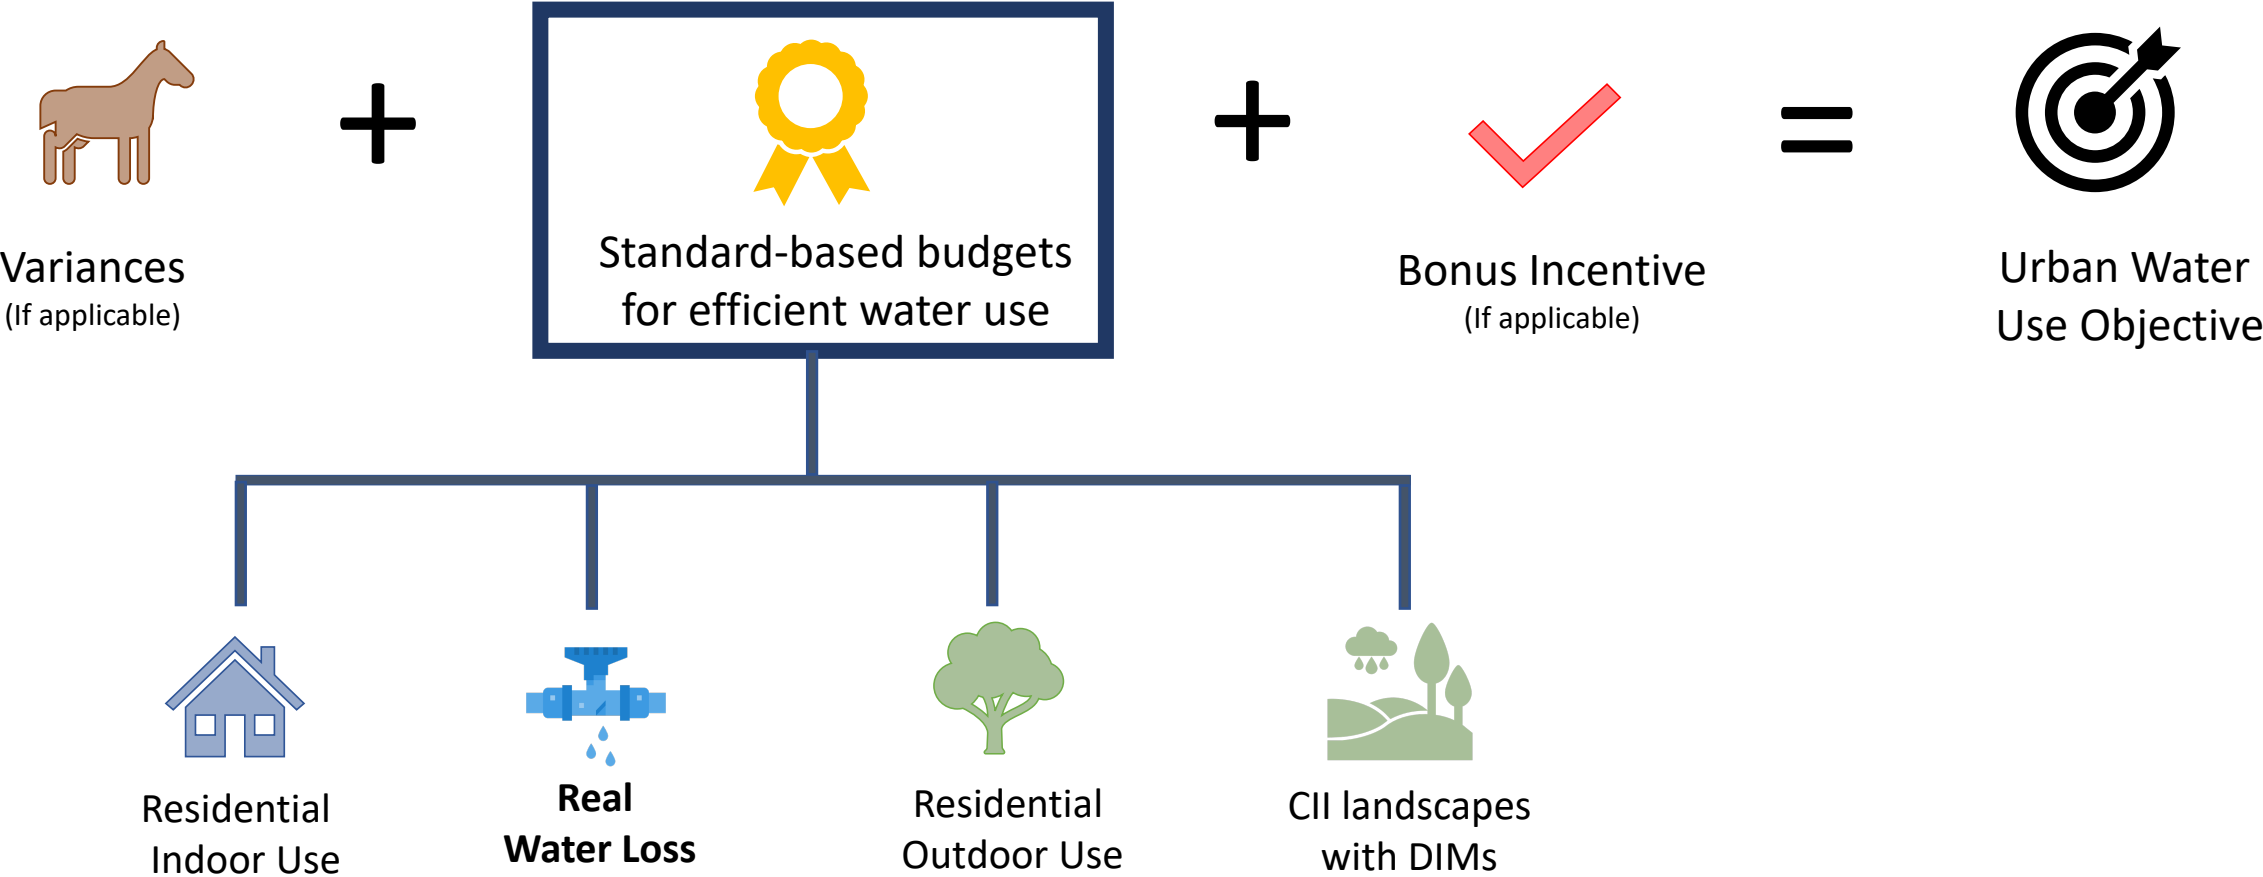 Variances
(If applicable)
+
Standard-based budgets
for efficient water use
+
Bonus Incentive
(If applicable)
=
Urban Water
Use Objective
Residential
Indoor Use
Real
Water Loss
Residential
Outdoor Use
CII landscapes
with DIMs